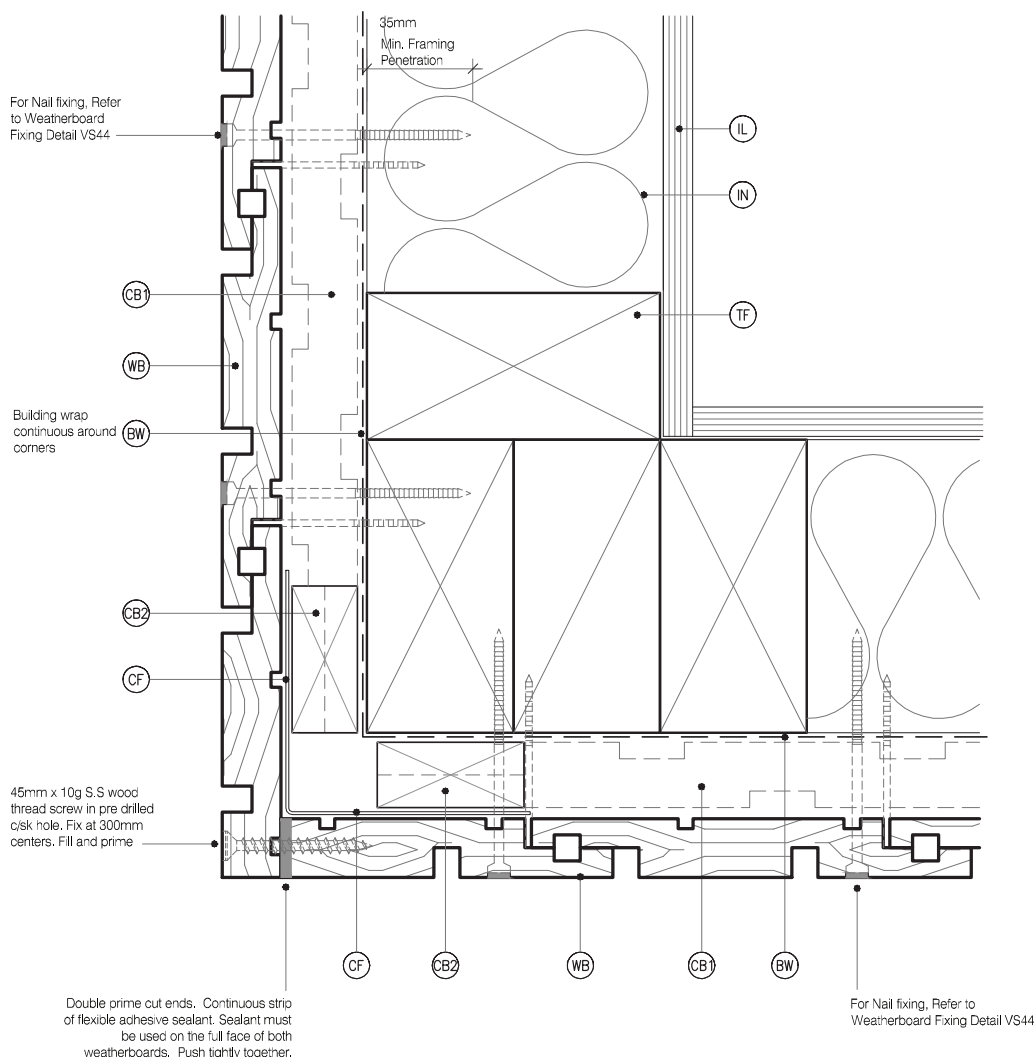 35mm
Min. Framing
Penetration
For Nail fixing, Refer
to Weatherboard
Fixing Detail VS44
IL
IN
CB1
TF
WB
Building wrap
continuous around
corners
BW
CB2
CF
45mm x 10g S.S wood
thread screw in pre drilled
c/sk hole. Fix at 300mm
centers. Fill and prime
CF
CB2
WB
CB1
BW
Double prime cut ends. Continuous strip
of flexible adhesive sealant. Sealant must
be used on the full face of both
weatherboards. Push tightly together.
For Nail fixing, Refer to
Weatherboard Fixing Detail VS44